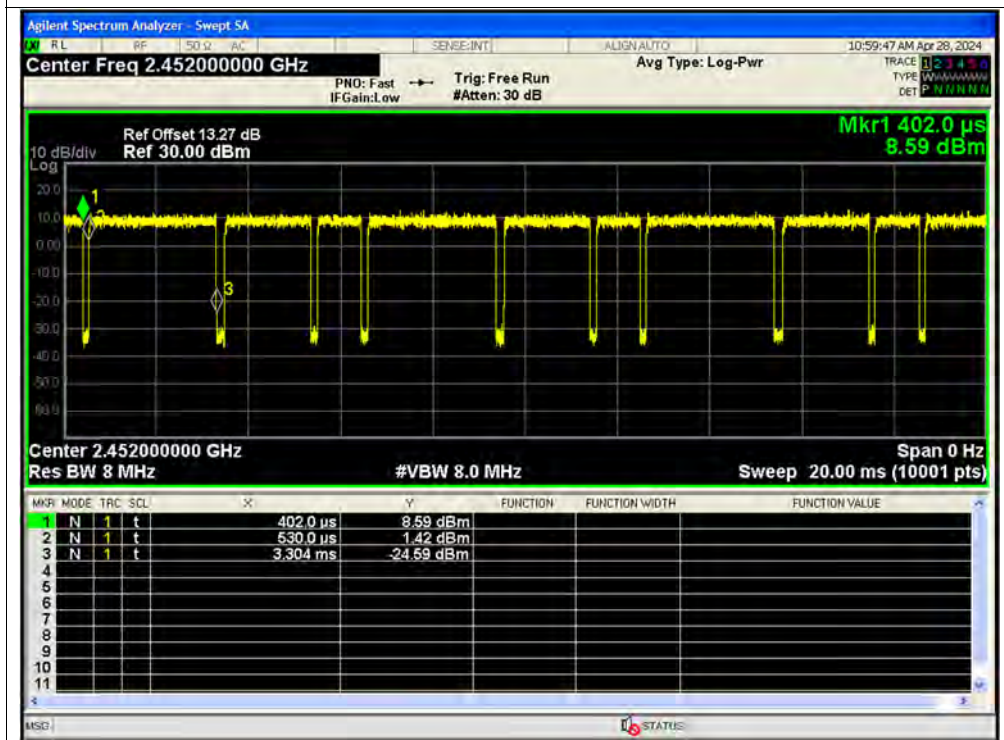 Agilent Spectrum Analyzer - Swept SA
RL RF 50 Ω AC SENSE:INT ALIGN AUTO 10:59:47 AM Apr 28, 2024
Center Freq 2.452000000 GHz Avg Type: Log-Pwr TRACE 1 2 3 4 5 6
PNO: Fast Trig: Free Run TYPE
IFGain:Low #Atten: 30 dB DET P N N N N N
Mkr1 402.0 µs
Ref Offset 13.27 dB
10 dB/div Ref 30.00 dBm 8.59 dBm
Log
20.0
1
10.0
2
0.00
-10.0
3
-20.0
-30.0
-40.0
-50.0
-60.0
Center 2.452000000 GHz Span 0 Hz
Res BW 8 MHz #VBW 8.0 MHz Sweep 20.00 ms (10001 pts)
MKR MODE TRC SCL X Y FUNCTION FUNCTION WIDTH FUNCTION VALUE
1 N 1 t 402.0 µs 8.59 dBm
2 N 1 t 530.0 µs 1.42 dBm
3 N 1 t 3.304 ms -24.59 dBm
4
5
6
7
8
9
10
11
MSG STATUS